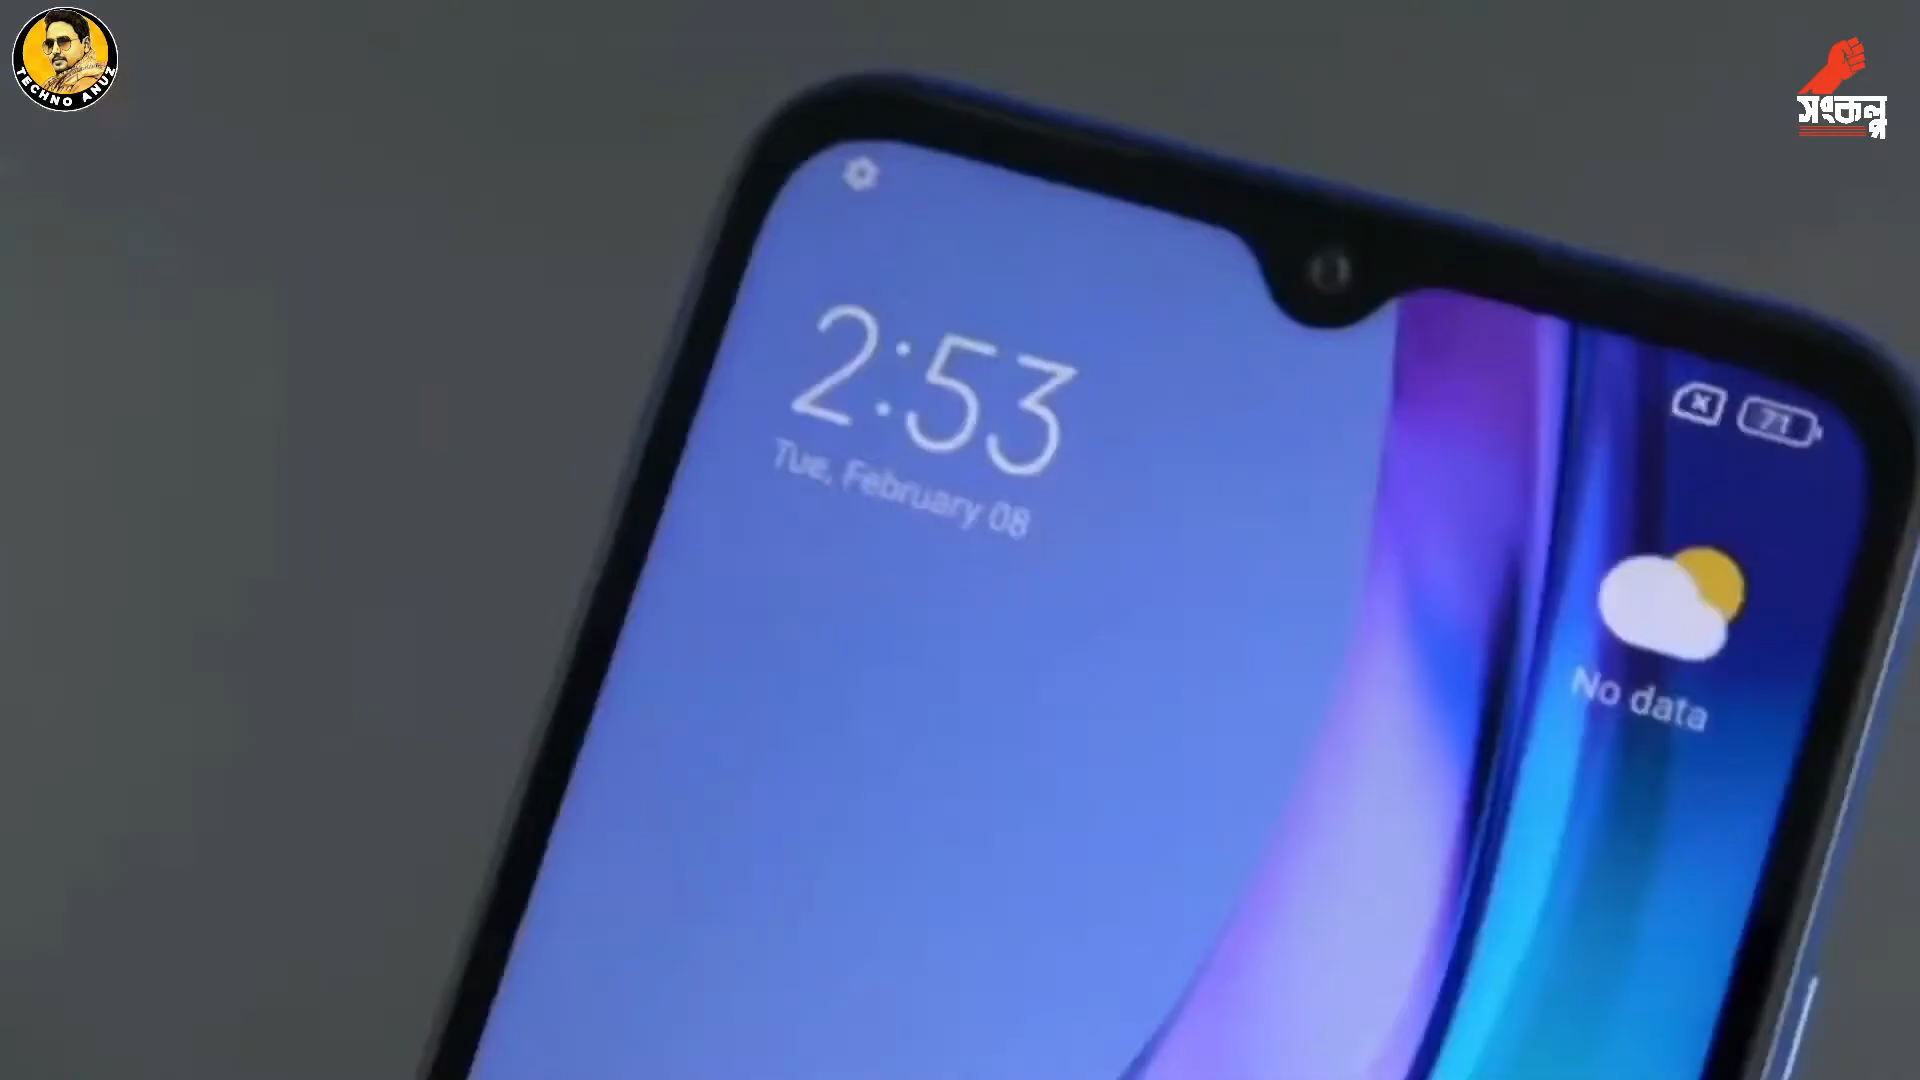 TECHNO ANUZ
সংকল্প
2:53
Tue, February 08
71
No data